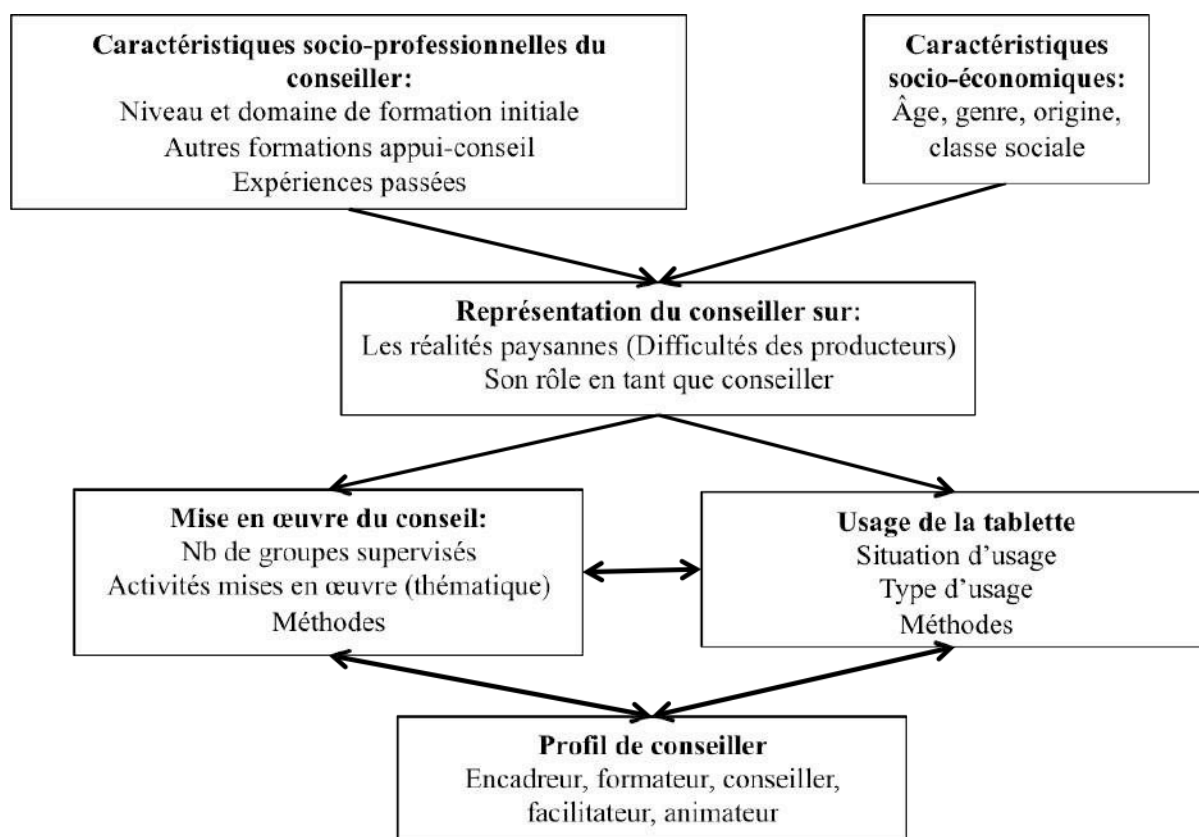 Caractéristiques socio-professionnelles du
conseiller:
Niveau et domaine de formation initiale
Autres formations appui-conseil
Expériences passées
Caractéristiques
socio-économiques:
Âge, genre, origine,
classe sociale
Représentation du conseiller sur:
Les réalités paysannes (Difficultés des producteurs)
Son rôle en tant que conseiller
Mise en œuvre du conseil:
Nb de groupes supervisés
Activités mises en œuvre (thématique)
Méthodes
Usage de la tablette
Situation d'usage
Type d'usage
Méthodes
Profil de conseiller
Encadreur, formateur, conseiller,
facilitateur, animateur